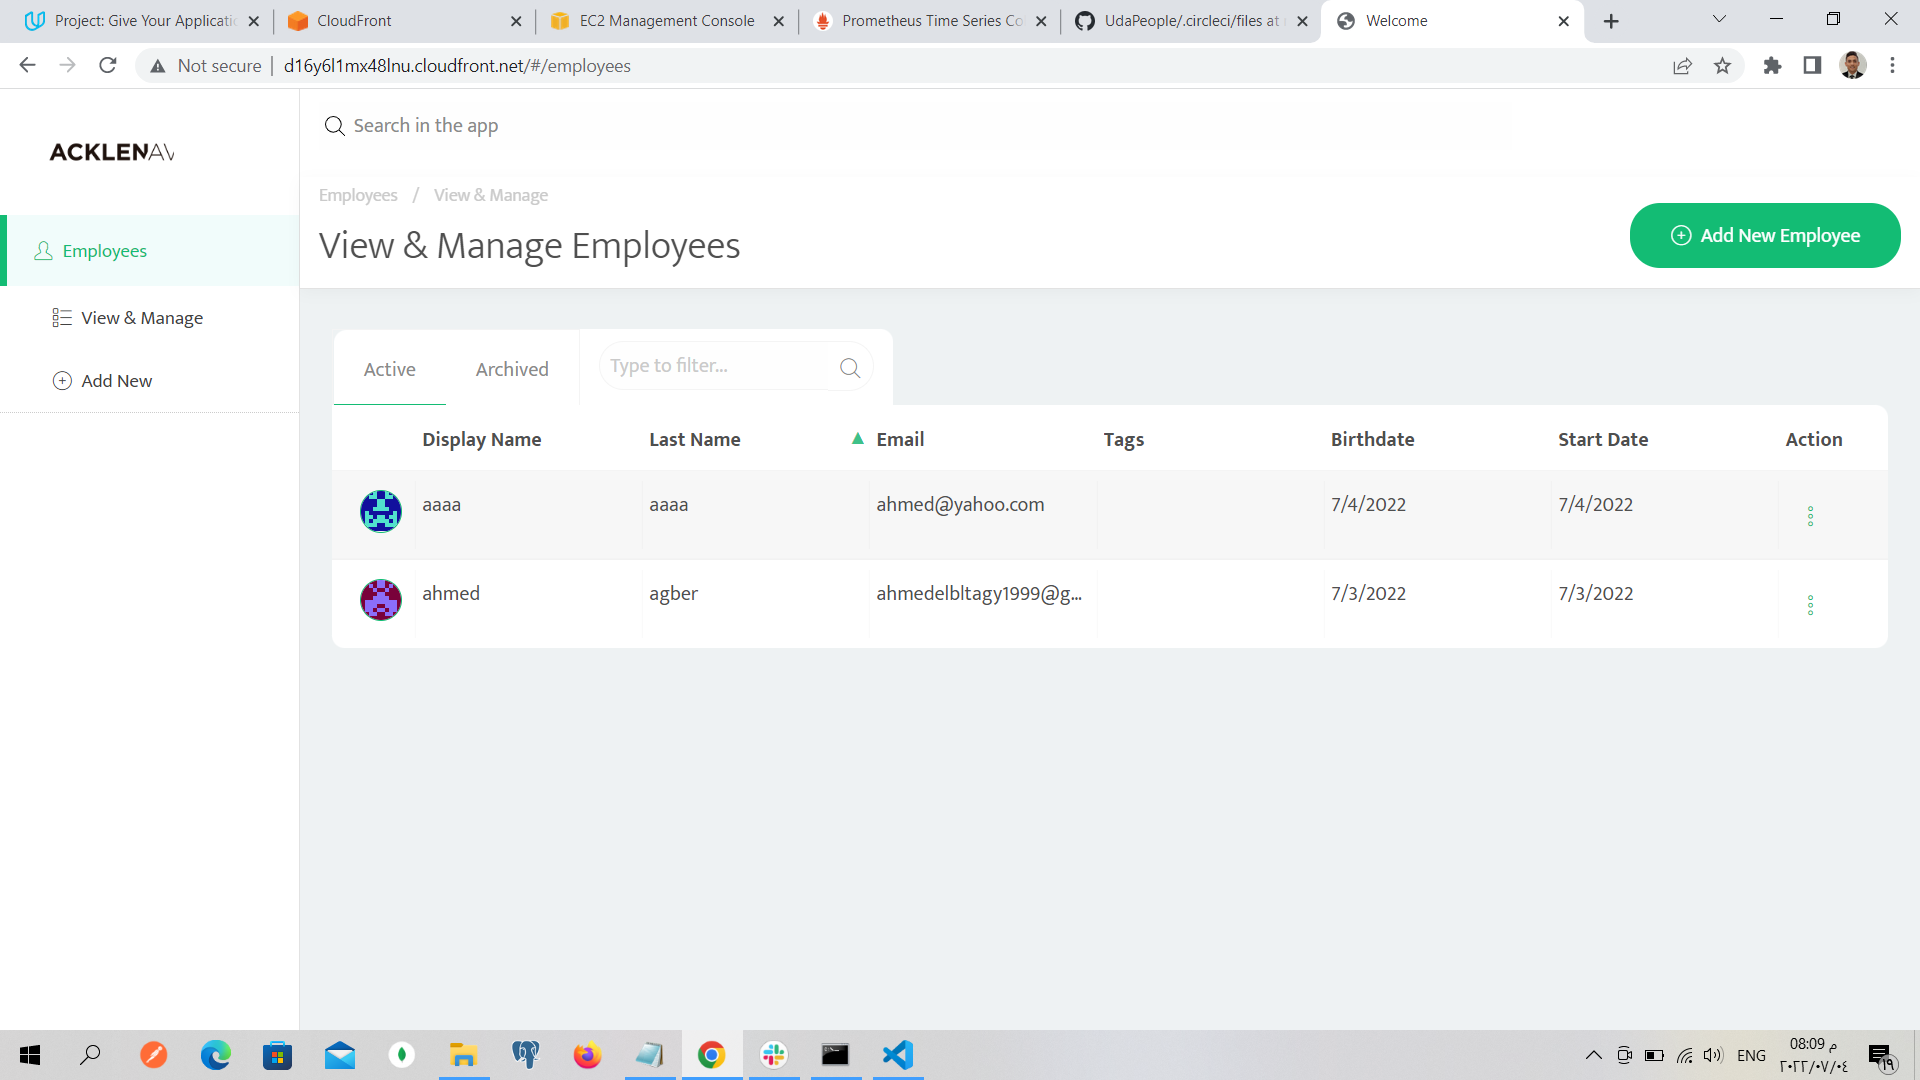 Project: Give Your Applicatio
CloudFront
EC2 Management Console
Prometheus Time Series Co
UdaPeople/.circleci/files at
Welcome
Not secure
d16y6l1mx48lnu.cloudfront.net/#/employees
ACKLENAV
Search in the app
Employees / View & Manage
View & Manage Employees
Add New Employee
Employees
View & Manage
Add New
Active
Archived
Type to filter...
Display Name
Last Name
Email
Tags
Birthdate
Start Date
Action
aaaa
aaaa
ahmed@yahoo.com
7/4/2022
7/4/2022
ahmed
agber
ahmedelbltagy1999@g...
7/3/2022
7/3/2022
ENG
08:09 م
٢٠٢٢/٠٧/٠٤
١٩